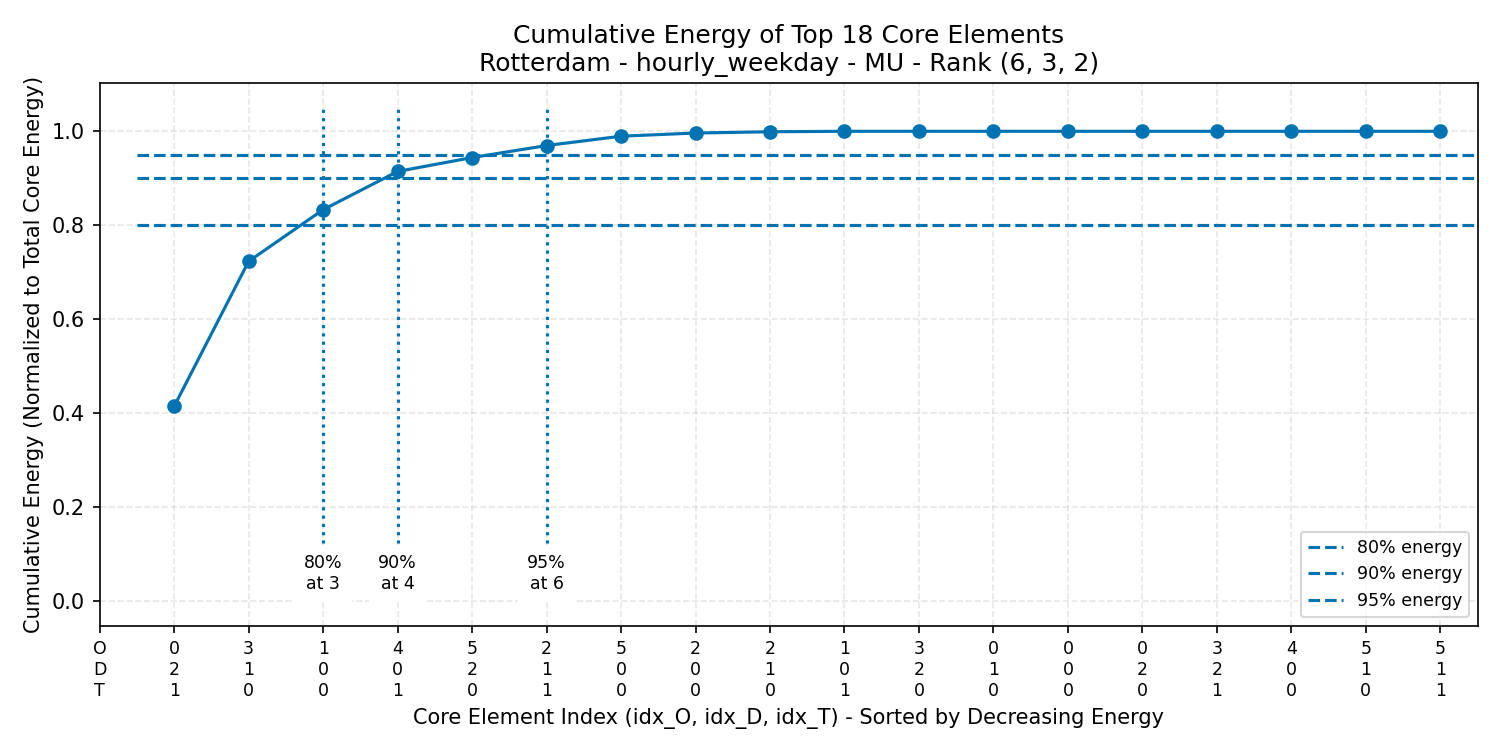 Cumulative Energy of Top 18 Core Elements
Rotterdam - hourly_weekday - MU - Rank (6, 3, 2)
Cumulative Energy (Normalized to Total Core Energy)
1.0
0.8
0.6
0.4
0.2
0.0
80% 90% 95%
at 3 at 4 at 6
80% energy
90% energy
95% energy
O 0 3 1 4 5 2 5 2 2 1 3 0 0 0 3 4 5 5
D 2 1 0 0 2 1 0 0 1 0 2 1 0 2 2 0 1 1
T 1 0 0 1 0 1 0 0 0 1 0 0 0 0 1 0 0 1
Core Element Index (idx_O, idx_D, idx_T) - Sorted by Decreasing Energy